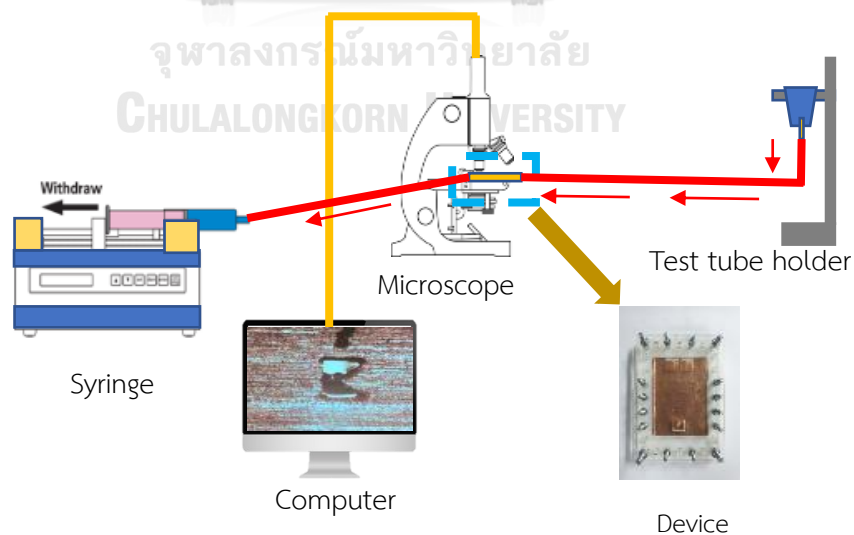 จุฬาลงกรณ์มหาวิทยาลัย
CHULALONGKORN UNIVERSITY
Withdraw
Microscope
Test tube holder
Syringe
Computer
Device